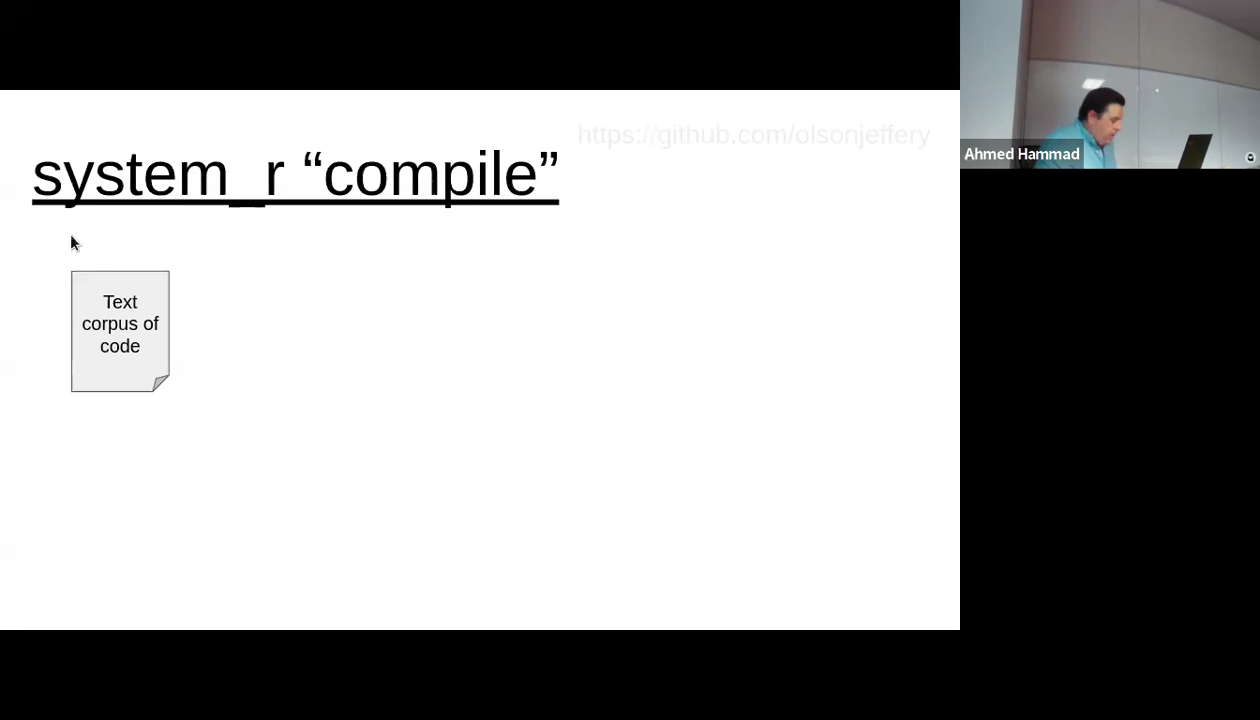 https://github.com/olsonjeffery
system_r “compile”
Ahmed Hammad
Text
corpus of
code